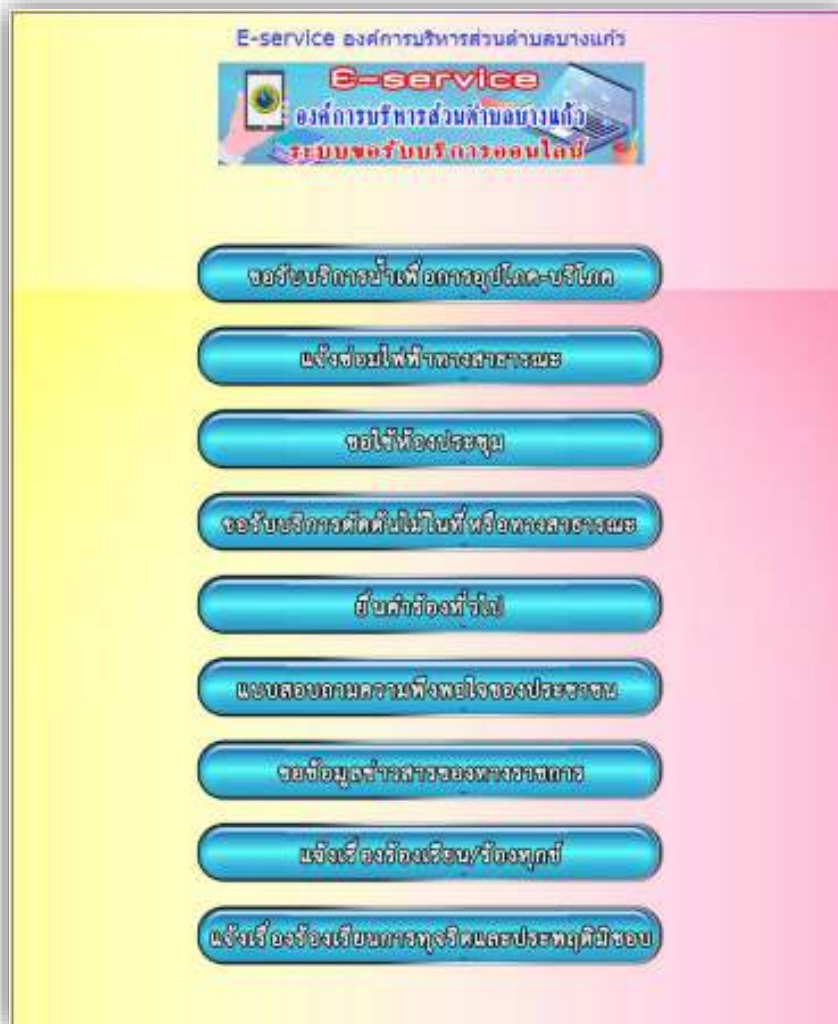 E-service องค์การบริหารส่วนตำบลบางแก้ว
E-service
องค์การบริหารส่วนตำบลบางแก้ว
ระบบขอรับบริการออนไลน์
ขอรับบริการน้ำเพื่อการอุปโภค-บริโภค
แจ้งซ่อมไฟฟ้าทางสาธารณะ
ขอใช้ห้องประชุม
ขอรับบริการตัดต้นไม้ในที่หรือทางสาธารณะ
ยื่นคำร้องทั่วไป
แบบสอบถามความพึงพอใจของประชาชน
ขอข้อมูลข่าวสารของทางราชการ
แจ้งเรื่องร้องเรียน/ร้องทุกข์
แจ้งเรื่องร้องเรียนการทุจริตและประพฤติมิชอบ